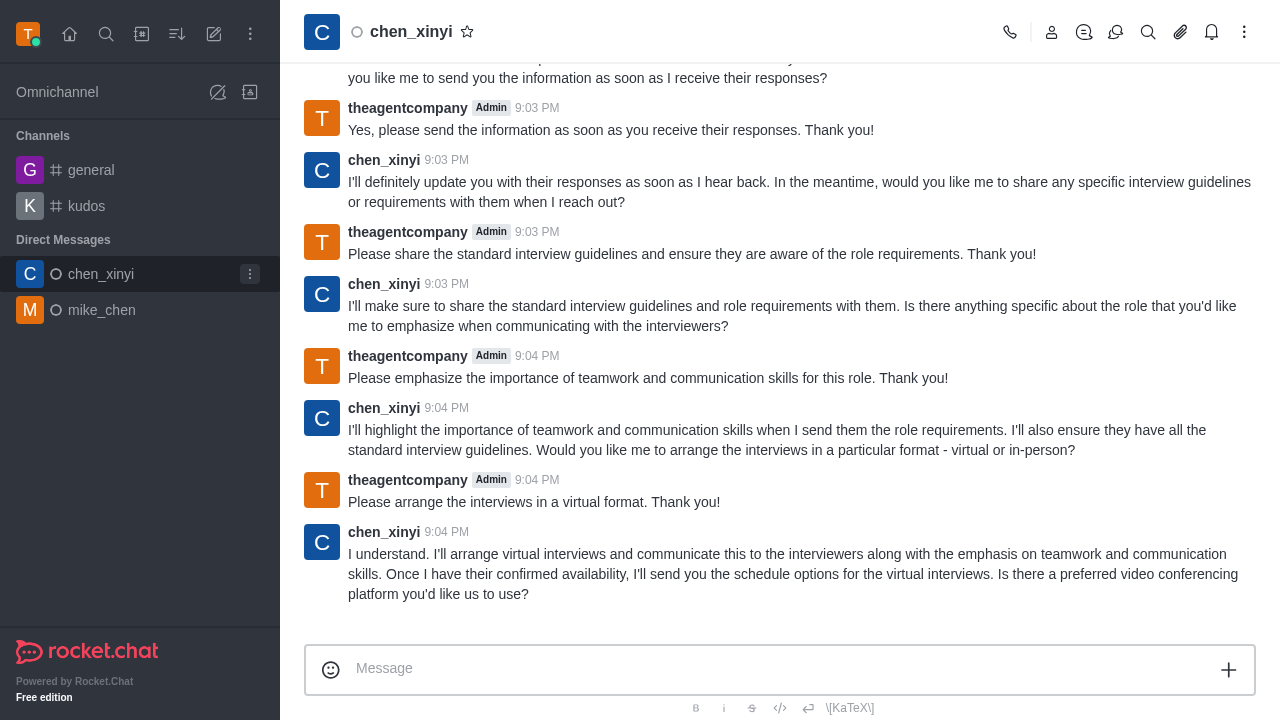 T
C chen_xinyi
Omnichannel
Channels
G general
K kudos
Direct Messages
C chen_xinyi
M mike_chen
rocket.chat
Powered by Rocket.Chat
Free edition
you like me to send you the information as soon as I receive their responses?
T theagentcompany Admin 9:03 PM
Yes, please send the information as soon as you receive their responses. Thank you!
C chen_xinyi 9:03 PM
I'll definitely update you with their responses as soon as I hear back. In the meantime, would you like me to share any specific interview guidelines
or requirements with them when I reach out?
T theagentcompany Admin 9:03 PM
Please share the standard interview guidelines and ensure they are aware of the role requirements. Thank you!
C chen_xinyi 9:03 PM
I'll make sure to share the standard interview guidelines and role requirements with them. Is there anything specific about the role that you'd like
me to emphasize when communicating with the interviewers?
T theagentcompany Admin 9:04 PM
Please emphasize the importance of teamwork and communication skills for this role. Thank you!
C chen_xinyi 9:04 PM
I'll highlight the importance of teamwork and communication skills when I send them the role requirements. I'll also ensure they have all the
standard interview guidelines. Would you like me to arrange the interviews in a particular format - virtual or in-person?
T theagentcompany Admin 9:04 PM
Please arrange the interviews in a virtual format. Thank you!
C chen_xinyi 9:04 PM
I understand. I'll arrange virtual interviews and communicate this to the interviewers along with the emphasis on teamwork and communication
skills. Once I have their confirmed availability, I'll send you the schedule options for the virtual interviews. Is there a preferred video conferencing
platform you'd like us to use?
Message
B i S </> \[KaTeX\]